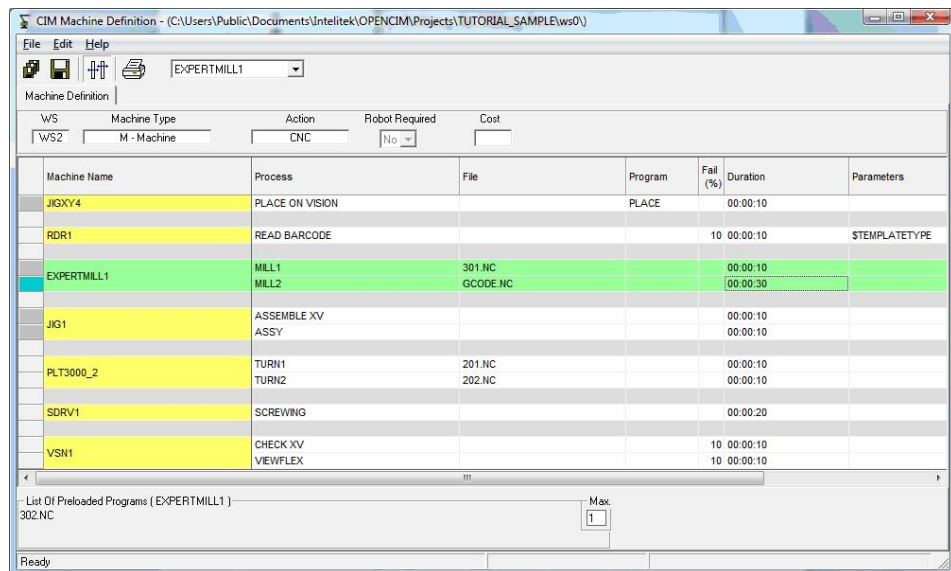 CIM Machine Definition - (C:\Users\Public\Documents\Intelitek\OPENCIM\Projects\TUTORIAL_SAMPLE\ws0\)
File Edit Help
EXPERTMILL1
Machine Definition
WS Machine Type Action Robot Required Cost
WS2 M - Machine CNC No
Machine Name Process File Program Fail (%) Duration Parameters
JIGXY4 PLACE ON VISION PLACE 00:00:10
RDR1 READ BARCODE 10 00:00:10 $TEMPLATETYPE
EXPERTMILL1 MILL1 301.NC 00:00:10
MILL2 GCODE.NC 00:00:30
JIG1 ASSEMBLE XV 00:00:10
ASSY 00:00:10
PLT3000_2 TURN1 201.NC 00:00:10
TURN2 202.NC 00:00:10
SDRV1 SCREWING 00:00:20
VSN1 CHECK XV 10 00:00:10
VIEWFLEX 10 00:00:10
List Of Preloaded Programs ( EXPERTMILL1 ) Max.
302.NC 1
Ready